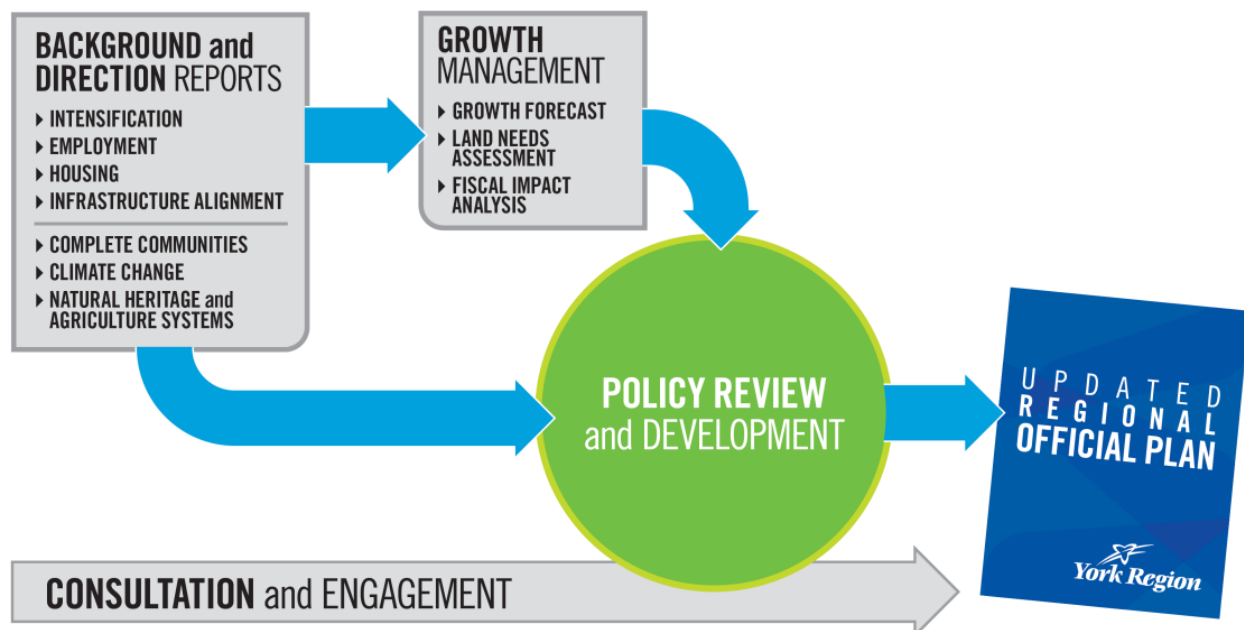 BACKGROUND and
DIRECTION REPORTS
INTENSIFICATION
EMPLOYMENT
HOUSING
INFRASTRUCTURE ALIGNMENT
COMPLETE COMMUNITIES
CLIMATE CHANGE
NATURAL HERITAGE and
AGRICULTURE SYSTEMS
GROWTH
MANAGEMENT
GROWTH FORECAST
LAND NEEDS
ASSESSMENT
FISCAL IMPACT
ANALYSIS
POLICY REVIEW
and DEVELOPMENT
UPDATED
REGIONAL
OFFICIAL PLAN
York Region
CONSULTATION and ENGAGEMENT